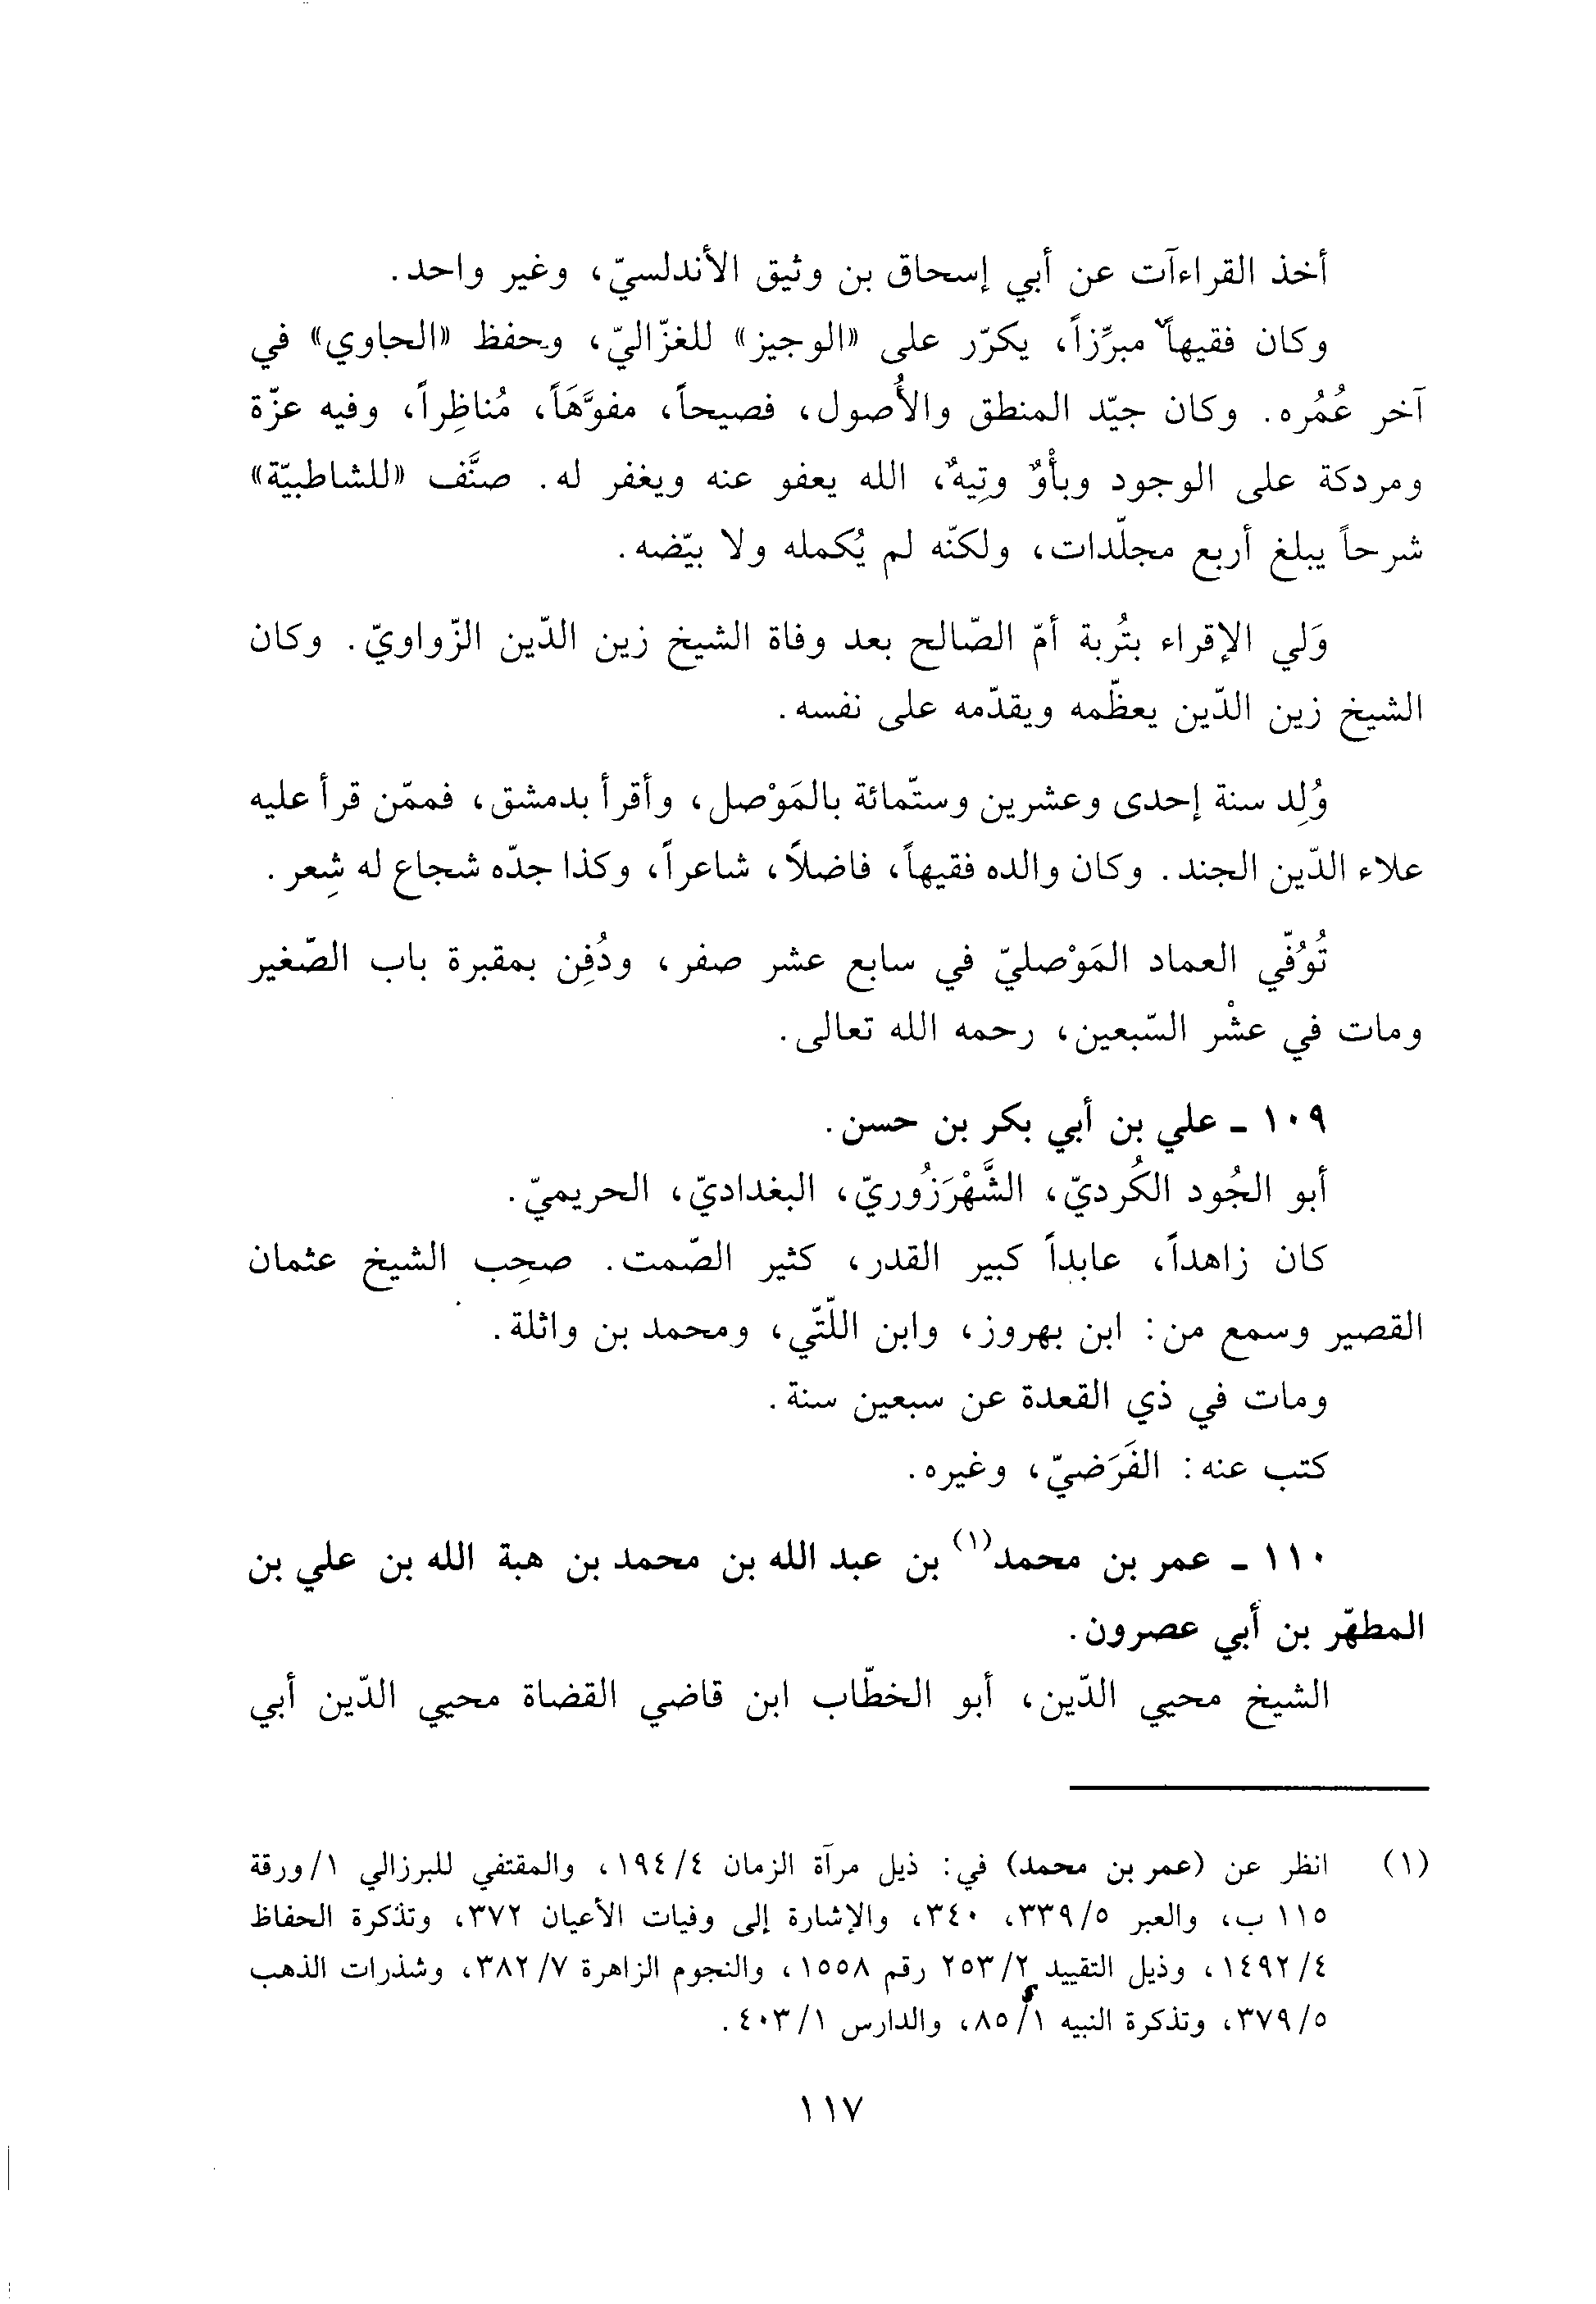 أخذ القراءآت عن أبي إسحاق بن وثيق الأندلسيّ، وغير واحد.
وكان فقيهاً مبرِّزاً، يكرّر على «الوجيز» للغزّاليّ، وحفظ «الحاوي» في
آخر عُمُره. وكان جيّد المنطق والأُصول، فصيحاً، مفوَّهَاً، مُناظِراً، وفيه عزّة
ومردكة على الوجود وبأْوٌ وتِيهٌ، الله يعفو عنه ويغفر له. صنَّف «للشاطبيّة»
شرحاً يبلغ أربع مجلّدات، ولكنّه لم يُكمله ولا بيّضه.
وَلي الإقراء بتُربة أمّ الصّالح بعد وفاة الشيخ زين الدّين الزّواويّ. وكان
الشيخ زين الدّين يعظّمه ويقدّمه على نفسه.
وُلِد سنة إحدى وعشرين وستّمائة بالمَوْصل، وأقرأ بدمشق، فممّن قرأ عليه
علاء الدّين الجند. وكان والده فقيهاً، فاضلاً، شاعراً، وكذا جدّه شجاع له شِعر.
تُوُفّي العماد المَوْصليّ في سابع عشر صفر، ودُفِن بمقبرة باب الصّغير
ومات في عشْر السّبعين، رحمه الله تعالى.
١٠٩ ـ علي بن أبي بكر بن حسن.
أبو الجُود الكُرديّ، الشَّهْرَزُوريّ، البغداديّ، الحريميّ.
كان زاهداً، عابداً كبير القدر، كثير الصّمت. صحِب الشيخ عثمان
القصير وسمع من: ابن بهروز، وابن اللّتّي، ومحمد بن واثلة.
ومات في ذي القعدة عن سبعين سنة.
كتب عنه: الفَرَضيّ، وغيره.
١١٠ ـ عمر بن محمد(١) بن عبد الله بن محمد بن هبة الله بن علي بن
المطهّر بن أبي عصرون.
الشيخ محيي الدّين، أبو الخطّاب ابن قاضي القضاة محيي الدّين أبي
(١) انظر عن (عمر بن محمد) في: ذيل مرآة الزمان ٤/ ١٩٤، والمقتفي للبرزالي ١/ورقة
١١٥ ب، والعبر ٥/ ٣٣٩، ٣٤٠، والإشارة إلى وفيات الأعيان ٣٧٢، وتذكرة الحفاظ
٤/ ١٤٩٢، وذيل التقييد ٢/ ٢٥٣ رقم ١٥٥٨، والنجوم الزاهرة ٧/ ٣٨٢، وشذرات الذهب
٥/ ٣٧٩، وتذكرة النبيه ١/ ٨٥، والدارس ١/ ٤٠٣.
١١٧